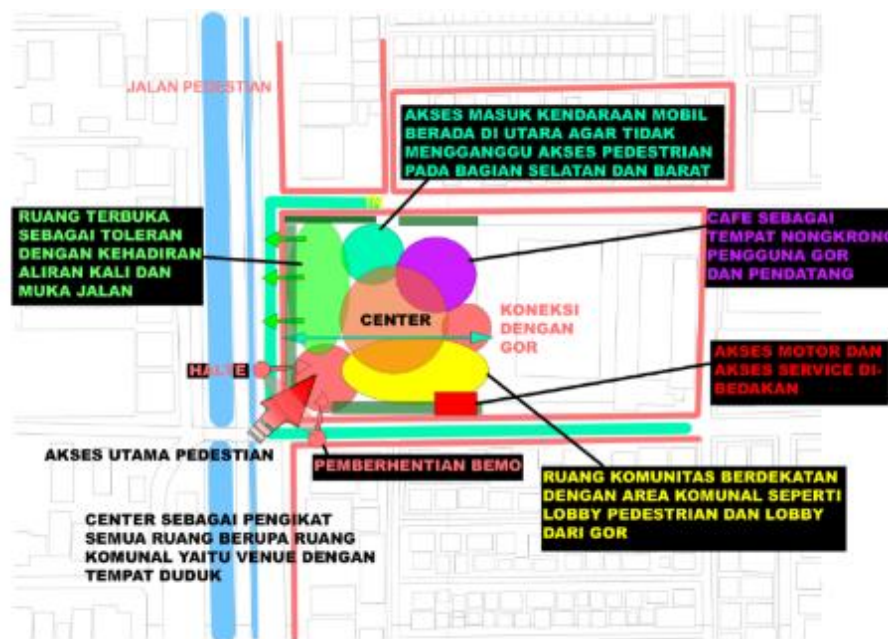 JALAN PEDESTIAN
AKSES MASUK KENDARAAN MOBIL
BERADA DI UTARA AGAR TIDAK
MENGGANGGU AKSES PEDESTRIAN
PADA BAGIAN SELATAN DAN BARAT
RUANG TERBUKA
SEBAGAI TOLERAN
DENGAN KEHADIRAN
ALIRAN KALI DAN
MUKA JALAN
CAFE SEBAGAI
TEMPAT NONGKRONG
PENGGUNA GOR
DAN PENDATANG
CENTER
KONEKSI
DENGAN
GOR
HALTE
AKSES MOTOR DAN
AKSES SERVICE DI-
BEDAKAN
AKSES UTAMA PEDESTIAN
PEMBERHENTIAN BEMO
RUANG KOMUNITAS BERDEKATAN
DENGAN AREA KOMUNAL SEPERTI
LOBBY PEDESTRIAN DAN LOBBY
DARI GOR
CENTER SEBAGAI PENGIKAT
SEMUA RUANG BERUPA RUANG
KOMUNAL YAITU VENUE DENGAN
TEMPAT DUDUK